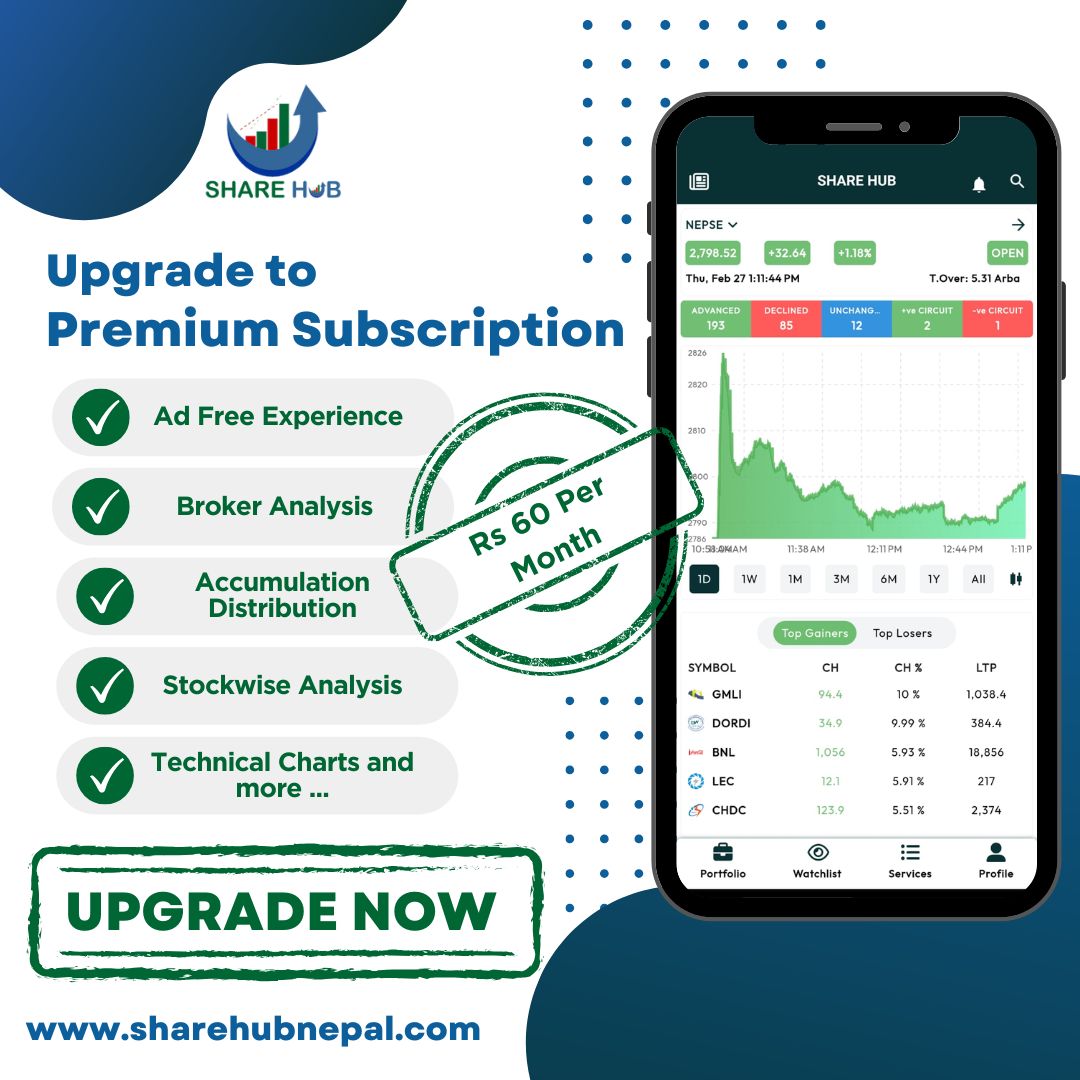 SHARE HUB
Upgrade to
Premium Subscription
Ad Free Experience
Broker Analysis
Accumulation
Distribution
Stockwise Analysis
Technical Charts and
more ...
Rs 60 Per
Month
UPGRADE NOW
www.sharehubnepal.com
SHARE HUB
NEPSE
2,798.52 +32.64 +1.18% OPEN
Thu, Feb 27 1:11:44 PM T.Over: 5.31 Arba
ADVANCED DECLINED UNCHANG... +ve CIRCUIT -ve CIRCUIT
193 85 12 2 1
2826
2820
2810
2800
2790
2786
11:38 AM 12:11 PM 12:44 PM 1:11 P
1D 1W 1M 3M 6M 1Y All
Top Gainers Top Losers
SYMBOL CH CH % LTP
GMLI 94.4 10 % 1,038.4
DORDI 34.9 9.99 % 384.4
BNL 1,056 5.93 % 18,856
LEC 12.1 5.91 % 217
CHDC 123.9 5.51 % 2,374
Portfolio Watchlist Services Profile